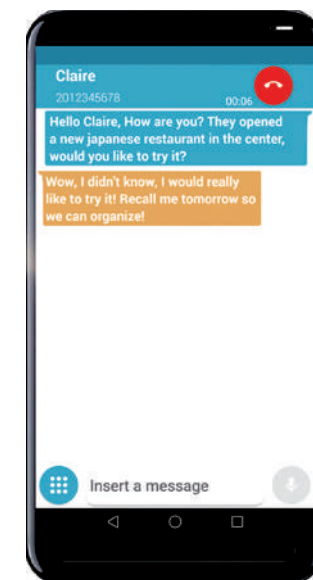 Claire
2012345678
00:06
Hello Claire, How are you? They opened
a new japanese restaurant in the center,
would you like to try it?
Wow, I didn't know, I would really
like to try it! Recall me tomorrow so
we can organize!
Insert a message